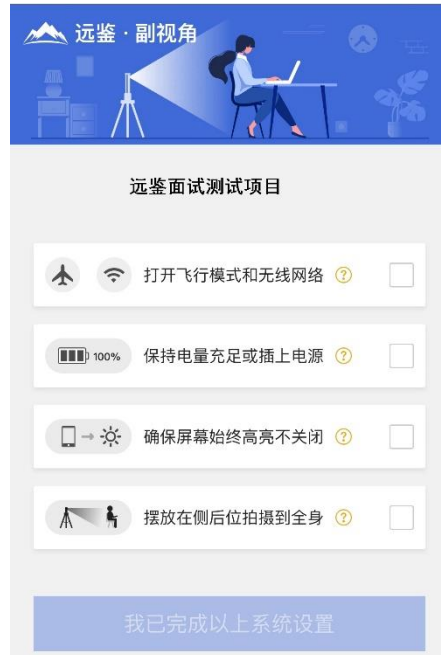 远鉴 · 副视角
远鉴面试测试项目
打开飞行模式和无线网络 ?
100% 保持电量充足或插上电源 ?
确保屏幕始终高亮不关闭 ?
摆放在侧后位拍摄到全身 ?
我已完成以上系统设置